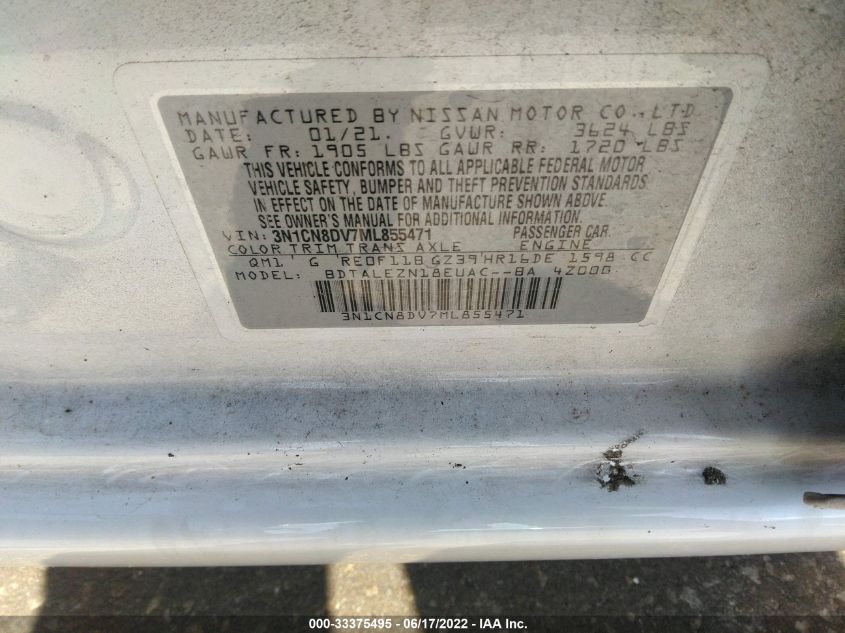 MANUFACTURED BY NISSAN MOTOR CO., LTD
DATE: 01/21. GVWR: 3624 LBS
GAWR FR: 1905 LBS GAWR RR: 1720 LBS
THIS VEHICLE CONFORMS TO ALL APPLICABLE FEDERAL MOTOR
VEHICLE SAFETY, BUMPER AND THEFT PREVENTION STANDARDS
IN EFFECT ON THE DATE OF MANUFACTURE SHOWN ABOVE.
SEE OWNER'S MANUAL FOR ADDITIONAL INFORMATION.
VIN: 3N1CN8DV7ML855471 PASSENGER CAR
COLOR TRIM TRANS AXLE ENGINE
QM1 G RE0F11B GZ39 HR16DE 1598 CC
MODEL: BDTALEZN18EUAC--BA 4Z000
3N1CN8DV7ML855471
000-33375495 - 06/17/2022 - IAA Inc.